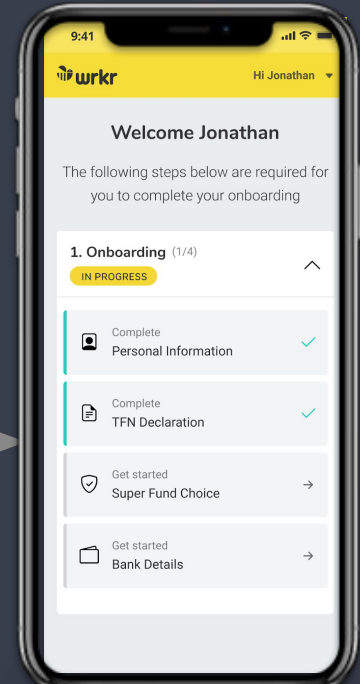 9:41
wrkr
Hi Jonathan
Welcome Jonathan
The following steps below are required for
you to complete your onboarding
1. Onboarding (1/4)
IN PROGRESS
Complete
Personal Information
Complete
TFN Declaration
Get started
Super Fund Choice
Get started
Bank Details